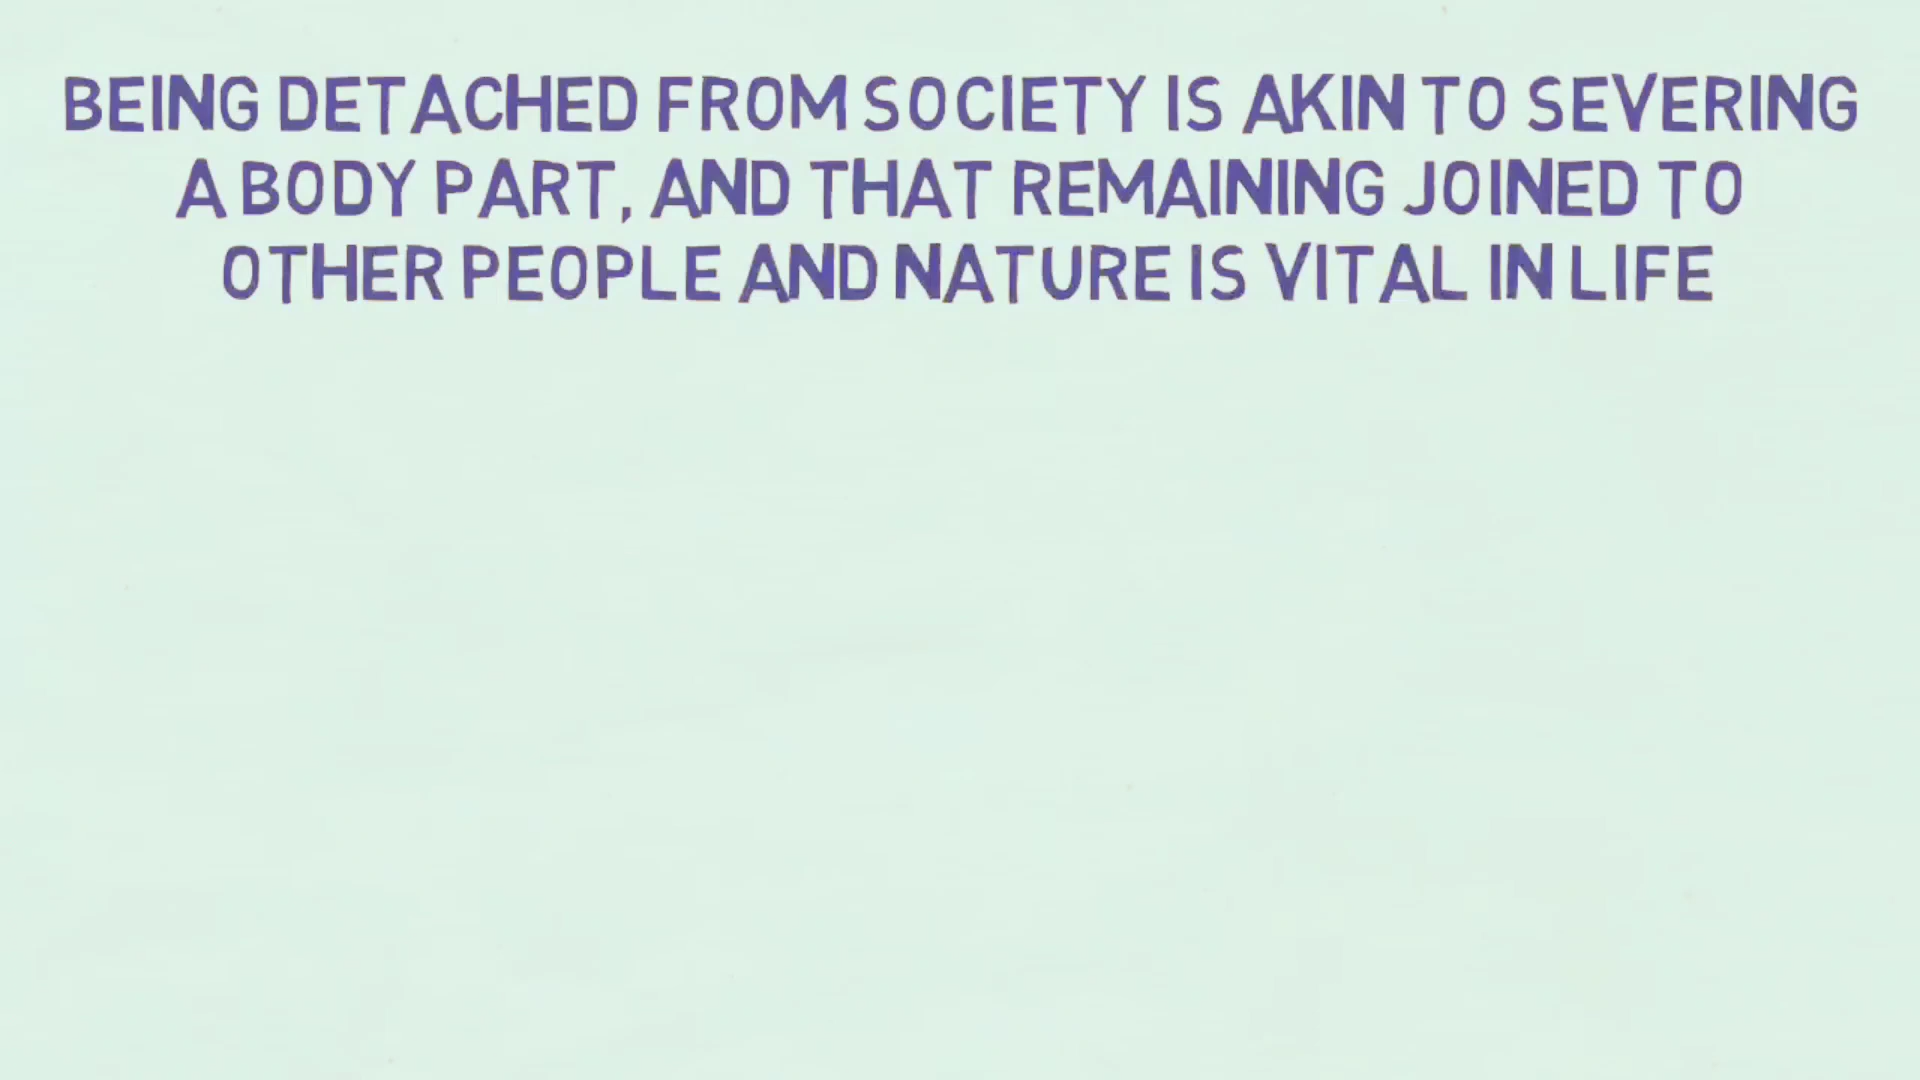 BEING DETACHED FROM SOCIETY IS AKIN TO SEVERING
A BODY PART, AND THAT REMAINING JOINED TO
OTHER PEOPLE AND NATURE IS VITAL IN LIFE